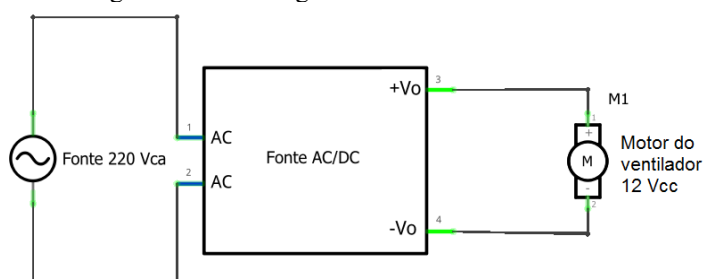 Fonte 220 Vca
1
AC
2
AC
Fonte AC/DC
+Vo
3
-Vo
4
M1
1
+
M
-
2
Motor do
ventilador
12 Vcc